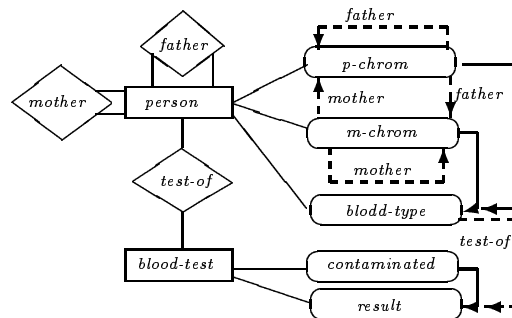 father
father
p-chrom
mother
person
mother
father
m-chrom
mother
test-of
blodd-type
test-of
blood-test
contaminated
result